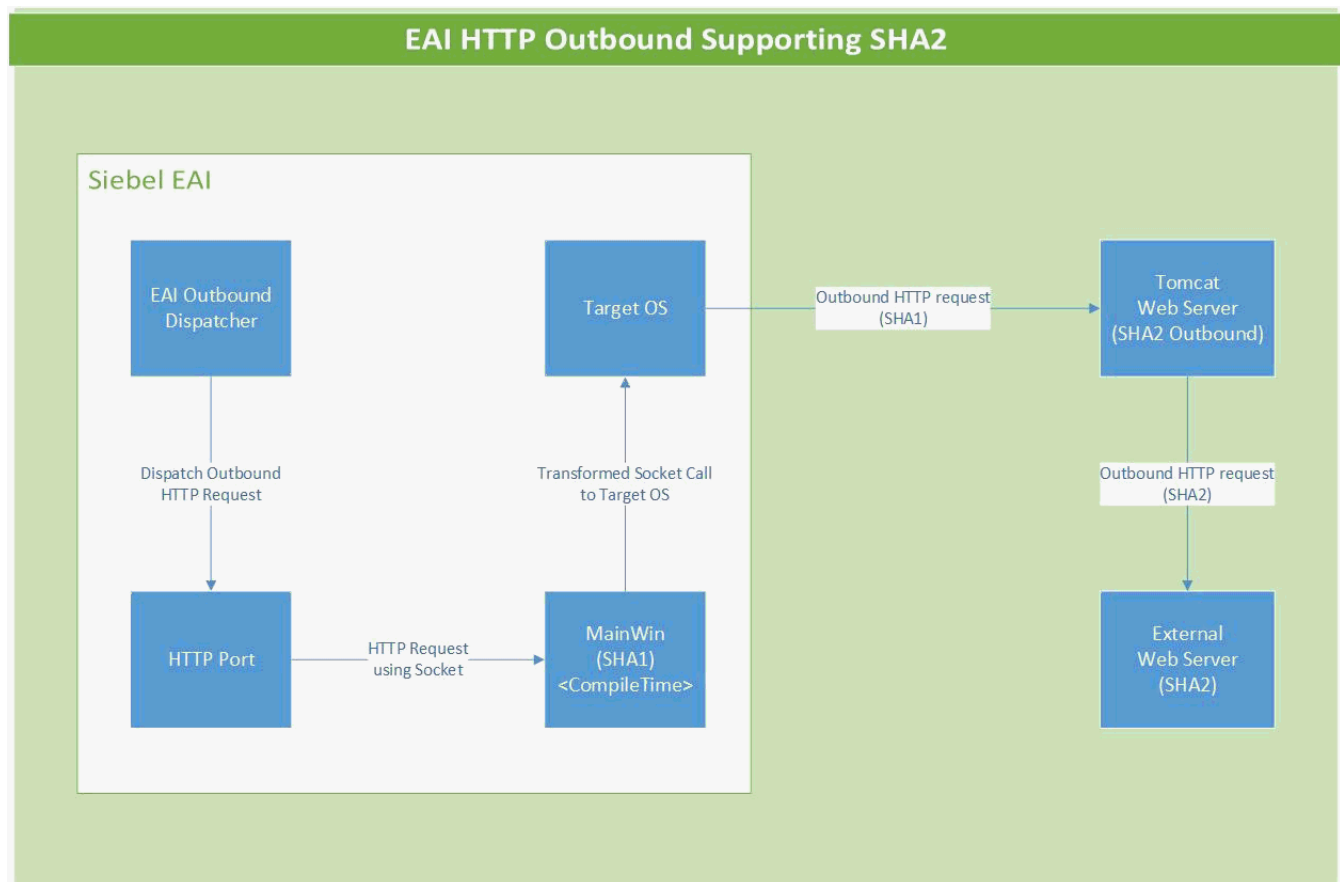 EAI HTTP Outbound Supporting SHA2
Siebel EAI
EAI Outbound
Dispatcher
Target OS
Outbound HTTP request
(SHA1)
Tomcat
Web Server
(SHA2 Outbound)
Dispatch Outbound
HTTP Request
Transformed Socket Call
to Target OS
Outbound HTTP request
(SHA2)
HTTP Port
HTTP Request
using Socket
MainWin
(SHA1)
<CompileTime>
External
Web Server
(SHA2)